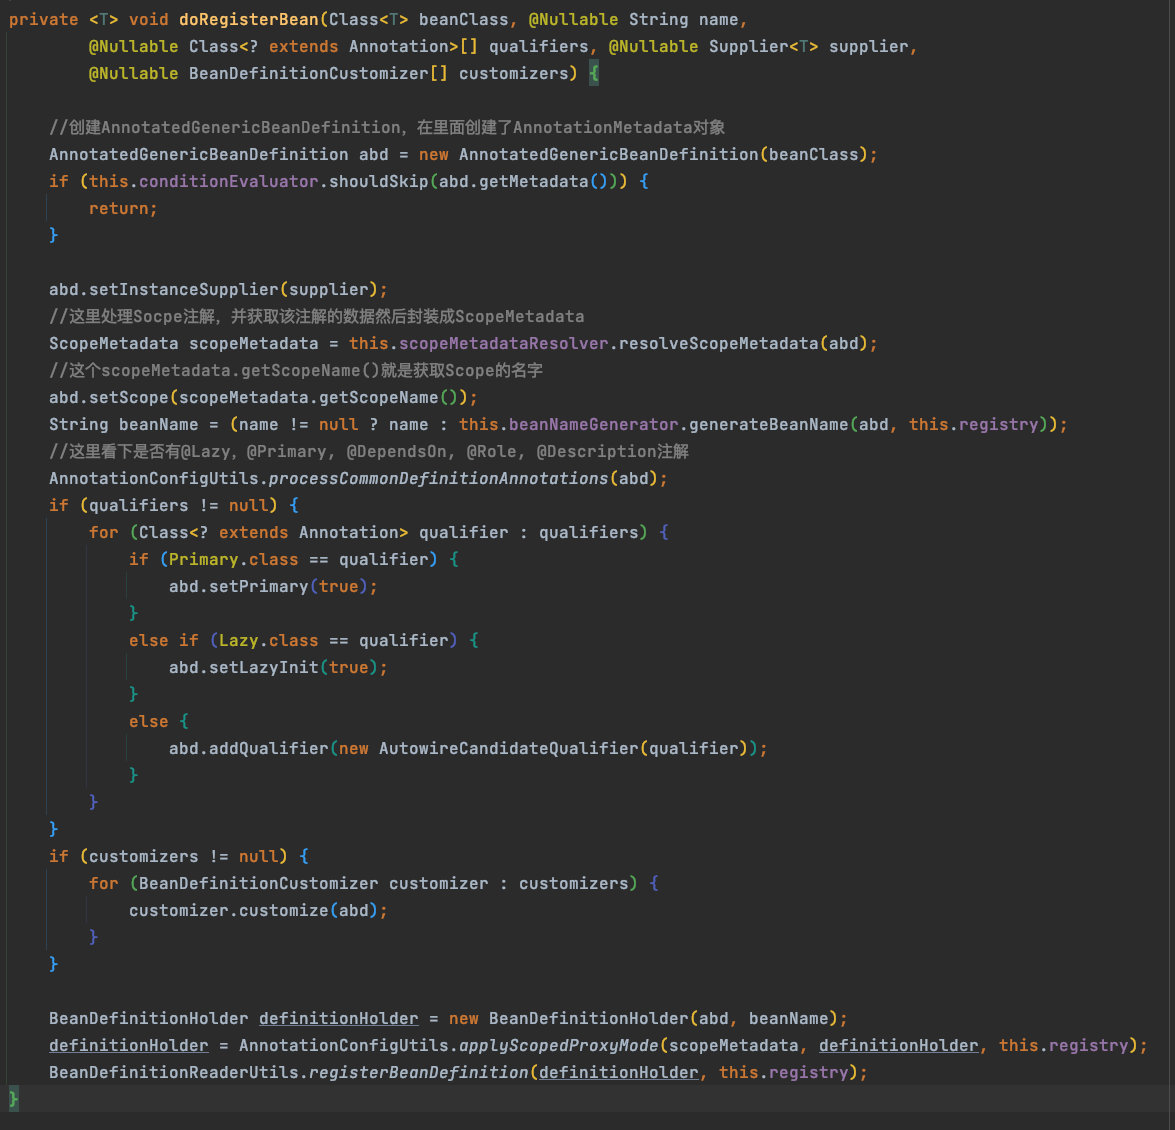 private <T> void doRegisterBean(Class<T> beanClass, @Nullable String name,
        @Nullable Class<? extends Annotation>[] qualifiers, @Nullable Supplier<T> supplier,
        @Nullable BeanDefinitionCustomizer[] customizers) {
    //创建AnnotatedGenericBeanDefinition，在里面创建了AnnotationMetadata对象
    AnnotatedGenericBeanDefinition abd = new AnnotatedGenericBeanDefinition(beanClass);
    if (this.conditionEvaluator.shouldSkip(abd.getMetadata())) {
        return;
    }
    abd.setInstanceSupplier(supplier);
    //这里处理Socpe注解，并获取该注解的数据然后封装成ScopeMetadata
    ScopeMetadata scopeMetadata = this.scopeMetadataResolver.resolveScopeMetadata(abd);
    //这个scopeMetadata.getScopeName()就是获取Scope的名字
    abd.setScope(scopeMetadata.getScopeName());
    String beanName = (name != null ? name : this.beanNameGenerator.generateBeanName(abd, this.registry));
    //这里看下是否有@Lazy，@Primary, @DependsOn, @Role, @Description注解
    AnnotationConfigUtils.processCommonDefinitionAnnotations(abd);
    if (qualifiers != null) {
        for (Class<? extends Annotation> qualifier : qualifiers) {
            if (Primary.class == qualifier) {
                abd.setPrimary(true);
            }
            else if (Lazy.class == qualifier) {
                abd.setLazyInit(true);
            }
            else {
                abd.addQualifier(new AutowireCandidateQualifier(qualifier));
            }
        }
    }
    if (customizers != null) {
        for (BeanDefinitionCustomizer customizer : customizers) {
            customizer.customize(abd);
        }
    }
    BeanDefinitionHolder definitionHolder = new BeanDefinitionHolder(abd, beanName);
    definitionHolder = AnnotationConfigUtils.applyScopedProxyMode(scopeMetadata, definitionHolder, this.registry);
    BeanDefinitionReaderUtils.registerBeanDefinition(definitionHolder, this.registry);
}